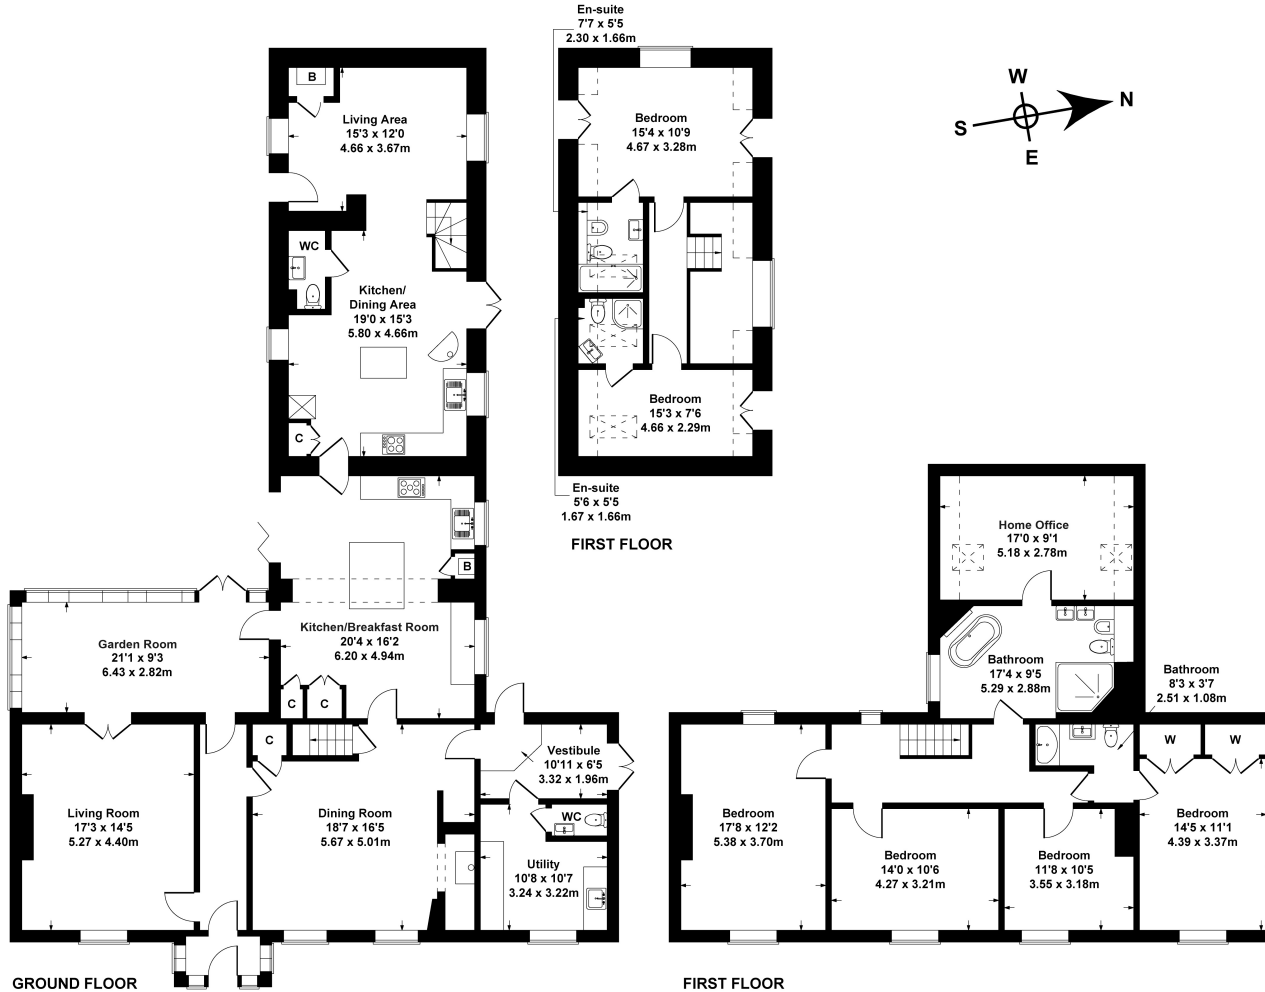 En-suite
7'7 x 5'5
2.30 x 1.66m
B
Living Area
15'3 x 12'0
4.66 x 3.67m
WC
Kitchen/
Dining Area
19'0 x 15'3
5.80 x 4.66m
C
Bedroom
15'4 x 10'9
4.67 x 3.28m
Bedroom
15'3 x 7'6
4.66 x 2.29m
En-suite
5'6 x 5'5
1.67 x 1.66m
FIRST FLOOR
W
N
S
E
B
Kitchen/Breakfast Room
20'4 x 16'2
6.20 x 4.94m
C
C
Garden Room
21'1 x 9'3
6.43 x 2.82m
C
Vestibule
10'11 x 6'5
3.32 x 1.96m
Living Room
17'3 x 14'5
5.27 x 4.40m
Dining Room
18'7 x 16'5
5.67 x 5.01m
WC
Utility
10'8 x 10'7
3.24 x 3.22m
GROUND FLOOR
Home Office
17'0 x 9'1
5.18 x 2.78m
Bathroom
17'4 x 9'5
5.29 x 2.88m
Bathroom
8'3 x 3'7
2.51 x 1.08m
W
W
Bedroom
17'8 x 12'2
5.38 x 3.70m
Bedroom
14'0 x 10'6
4.27 x 3.21m
Bedroom
11'8 x 10'5
3.55 x 3.18m
Bedroom
14'5 x 11'1
4.39 x 3.37m
FIRST FLOOR